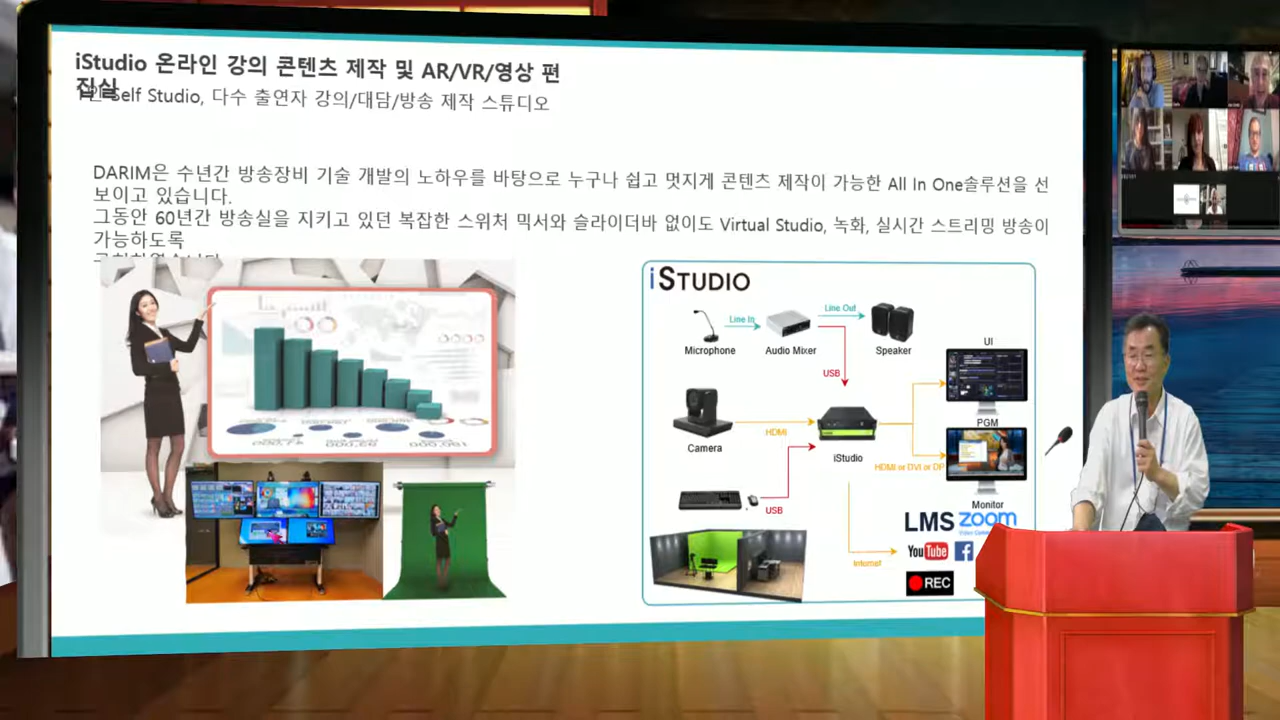 iStudio 온라인 강의 콘텐츠 제작 및 AR/VR/영상 편
집실
1인 Self Studio, 다수 출연자 강의/대담/방송 제작 스튜디오
DARIM은 수년간 방송장비 기술 개발의 노하우를 바탕으로 누구나 쉽고 멋지게 콘텐츠 제작이 가능한 All In One솔루션을 선
보이고 있습니다.
그동안 60년간 방송실을 지키고 있던 복잡한 스위처 믹서와 슬라이더바 없이도 Virtual Studio, 녹화, 실시간 스트리밍 방송이
가능하도록
iSTUDIO
Line In
Line Out
Microphone
Audio Mixer
Speaker
USB
UI
Camera
HDMI
iStudio
PGM
HDMI or DVI or DP
USB
Monitor
LMS zoom
YouTube
Internet
REC